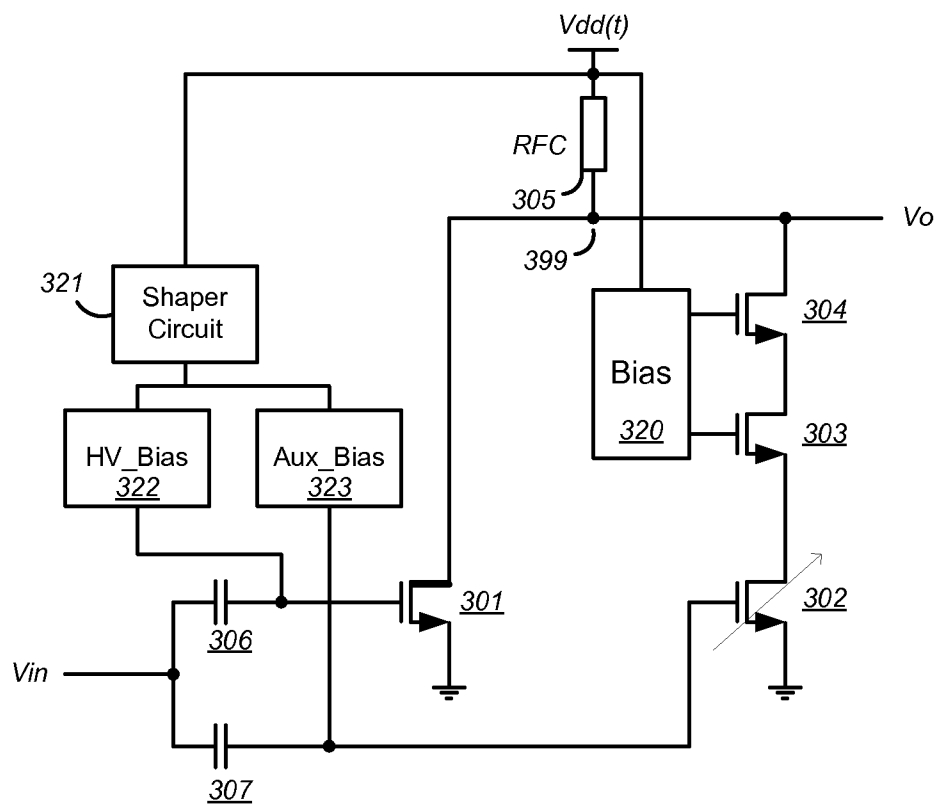 Vdd(t)
RFC
305
399
Vo
321
Shaper
Circuit
304
Bias
320
303
HV_Bias
322
Aux_Bias
323
301
302
306
Vin
307